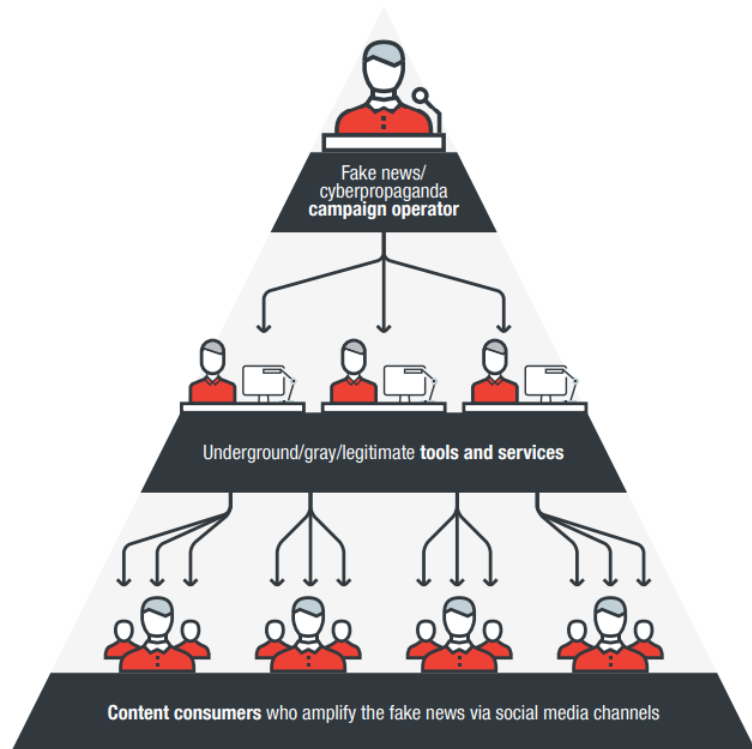 Fake news/
cyberpropaganda
campaign operator
Underground/gray/legitimate tools and services
Content consumers who amplify the fake news via social media channels